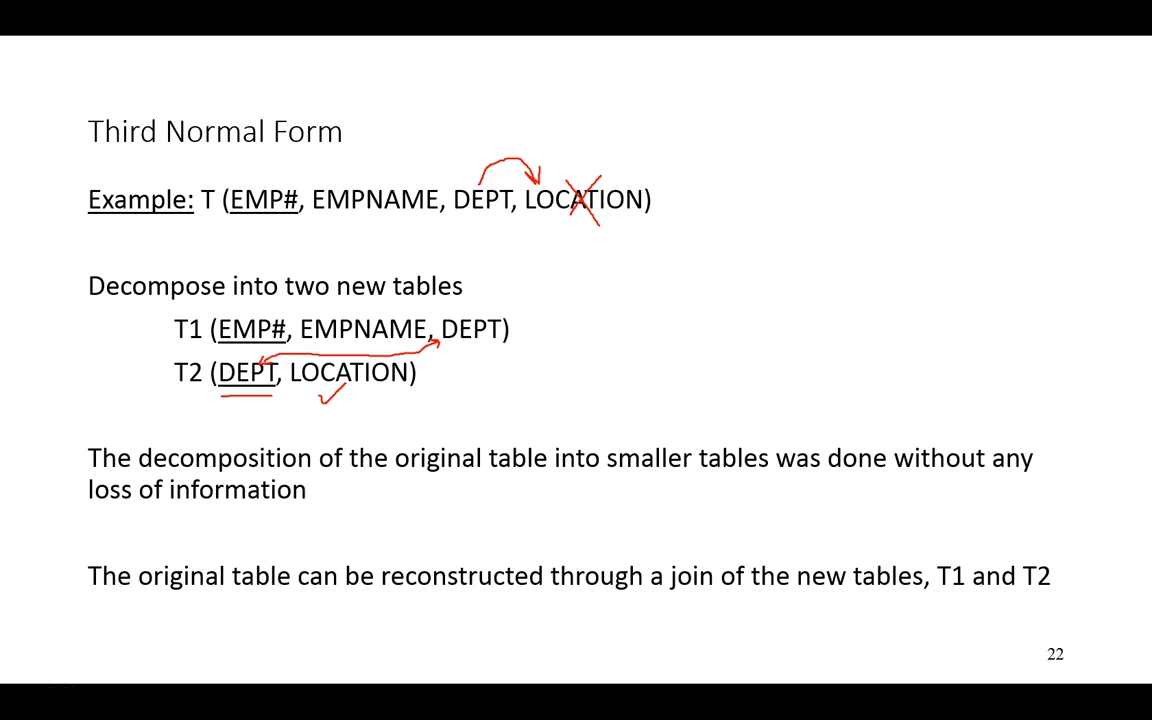 Third Normal Form
Example: T (EMP#, EMPNAME, DEPT, LOCATION)
Decompose into two new tables
T1 (EMP#, EMPNAME, DEPT)
T2 (DEPT, LOCATION)
The decomposition of the original table into smaller tables was done without any
loss of information
The original table can be reconstructed through a join of the new tables, T1 and T2
22